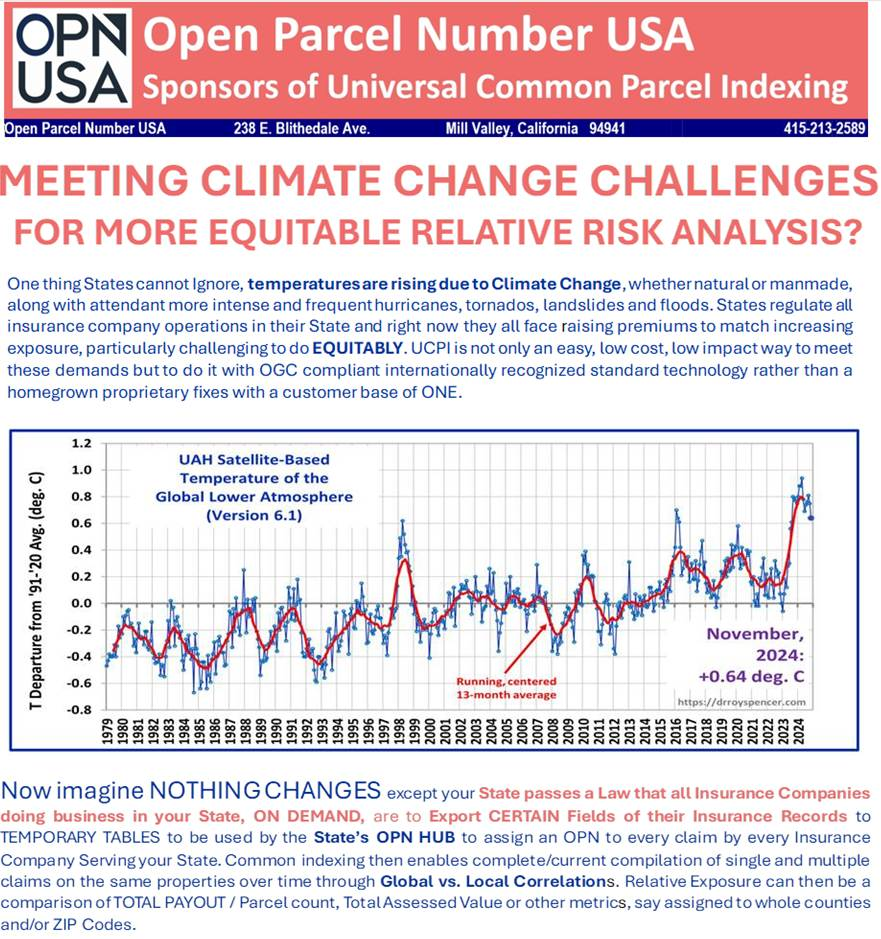 OPN
USA
Open Parcel Number USA
Sponsors of Universal Common Parcel Indexing
Open Parcel Number USA 238 E. Blithedale Ave. Mill Valley, California 94941 415-213-2589
MEETING CLIMATE CHANGE CHALLENGES
FOR MORE EQUITABLE RELATIVE RISK ANALYSIS?
One thing States cannot Ignore, temperatures are rising due to Climate Change, whether natural or manmade,
along with attendant more intense and frequent hurricanes, tornados, landslides and floods. States regulate all
insurance company operations in their State and right now they all face raising premiums to match increasing
exposure, particularly challenging to do EQUITABLY. UCPI is not only an easy, low cost, low impact way to meet
these demands but to do it with OGC compliant internationally recognized standard technology rather than a
homegrown proprietary fixes with a customer base of ONE.
UAH Satellite-Based
Temperature of the
Global Lower Atmosphere
(Version 6.1)
T Departure from '91-'20 Avg. (deg. C)
1.2
1.0
0.8
0.6
0.4
0.2
0.0
-0.2
-0.4
-0.6
-0.8
Running, centered
13-month average
November,
2024:
+0.64 deg. C
https://drroyspencer.com
1979 1980 1981 1982 1983 1984 1985 1986 1987 1988 1989 1990 1991 1992 1993 1994 1995 1996 1997 1998 1999 2000 2001 2002 2003 2004 2005 2006 2007 2008 2009 2010 2011 2012 2013 2014 2015 2016 2017 2018 2019 2020 2021 2022 2023 2024
Now imagine NOTHING CHANGES except your State passes a Law that all Insurance Companies
doing business in your State, ON DEMAND, are to Export CERTAIN Fields of their Insurance Records to
TEMPORARY TABLES to be used by the State's OPN HUB to assign an OPN to every claim by every Insurance
Company Serving your State. Common indexing then enables complete/current compilation of single and multiple
claims on the same properties over time through Global vs. Local Correlations. Relative Exposure can then be a
comparison of TOTAL PAYOUT / Parcel count, Total Assessed Value or other metrics, say assigned to whole counties
and/or ZIP Codes.